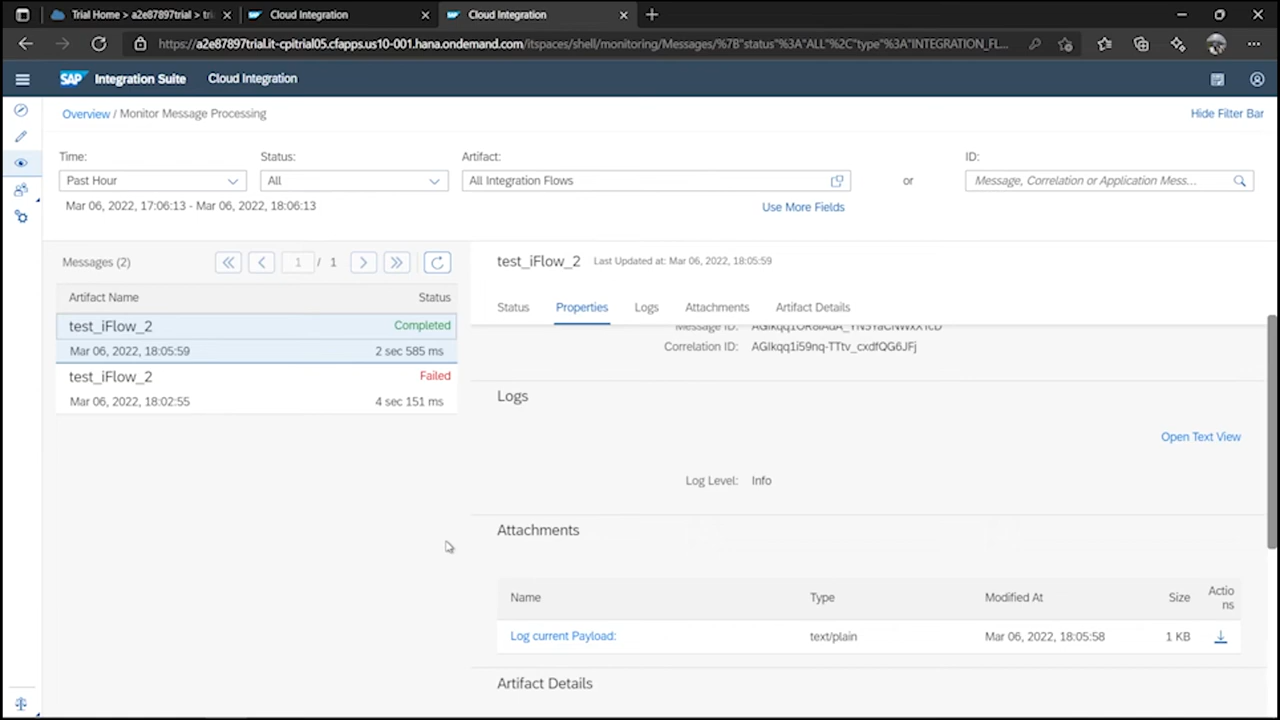 Trial Home > a2e87897trial > tri
Cloud Integration
Cloud Integration
https://a2e87897trial.it-cpitrial05.cfapps.us10-001.hana.ondemand.com/itspaces/shell/monitoring/Messages/%7B"status"%3A"ALL"%2C"type"%3A"INTEGRATION_FL...
SAP Integration Suite Cloud Integration
Overview / Monitor Message Processing
Hide Filter Bar
Time:
Status:
Artifact:
ID:
Past Hour
All
All Integration Flows
or
Message, Correlation or Application Mess...
Mar 06, 2022, 17:06:13 - Mar 06, 2022, 18:06:13
Use More Fields
Messages (2)
1 / 1
Artifact Name Status
test_iFlow_2 Completed
Mar 06, 2022, 18:05:59 2 sec 585 ms
test_iFlow_2 Failed
Mar 06, 2022, 18:02:55 4 sec 151 ms
test_iFlow_2 Last Updated at: Mar 06, 2022, 18:05:59
Status Properties Logs Attachments Artifact Details
Message ID:
Correlation ID: AGIkqq1i59nq-TTtv_cxdfQG6JFj
Logs
Open Text View
Log Level: Info
Attachments
Name Type Modified At Size Actio
ns
Log current Payload: text/plain Mar 06, 2022, 18:05:58 1 KB
Artifact Details